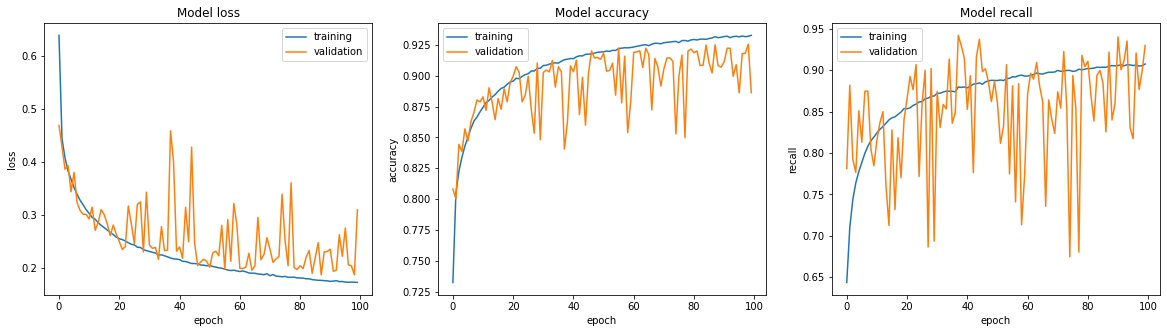 Model loss
training
validation
0.6
0.5
0.4
0.3
0.2
loss
0 20 40 60 80 100
epoch
Model accuracy
training
validation
0.925
0.900
0.875
0.850
0.825
0.800
0.775
0.750
0.725
accuracy
0 20 40 60 80 100
epoch
Model recall
training
validation
0.95
0.90
0.85
0.80
0.75
0.70
0.65
recall
0 20 40 60 80 100
epoch